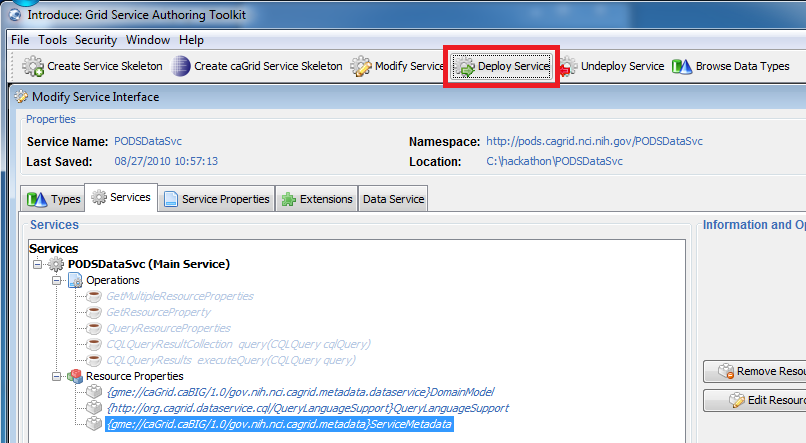 Introduce: Grid Service Authoring Toolkit
File Tools Security Window Help
Create Service Skeleton Create caGrid Service Skeleton Modify Service Deploy Service Undeploy Service Browse Data Types
Modify Service Interface
Properties
Service Name: PODSDataSvc Namespace: http://pods.cagrid.nci.nih.gov/PODSDataSvc
Last Saved: 08/27/2010 10:57:13 Location: C:\hackathon\PODSDataSvc
Types Services Service Properties Extensions Data Service
Services Information and Op
Services
PODSDataSvc (Main Service)
Operations
GetMultipleResourceProperties
GetResourceProperty
QueryResourceProperties
CQLQueryResultCollection query(CQLQuery cqlQuery)
CQLQueryResults executeQuery(CQLQuery query)
Resource Properties
{gme://caGrid.caBIG/1.0/gov.nih.nci.cagrid.metadata.dataservice}DomainModel
Remove Resou
{http://org.cagrid.dataservice.cql/QueryLanguageSupport}QueryLanguageSupport
Edit Resourc
{gme://caGrid.caBIG/1.0/gov.nih.nci.cagrid.metadata}ServiceMetadata